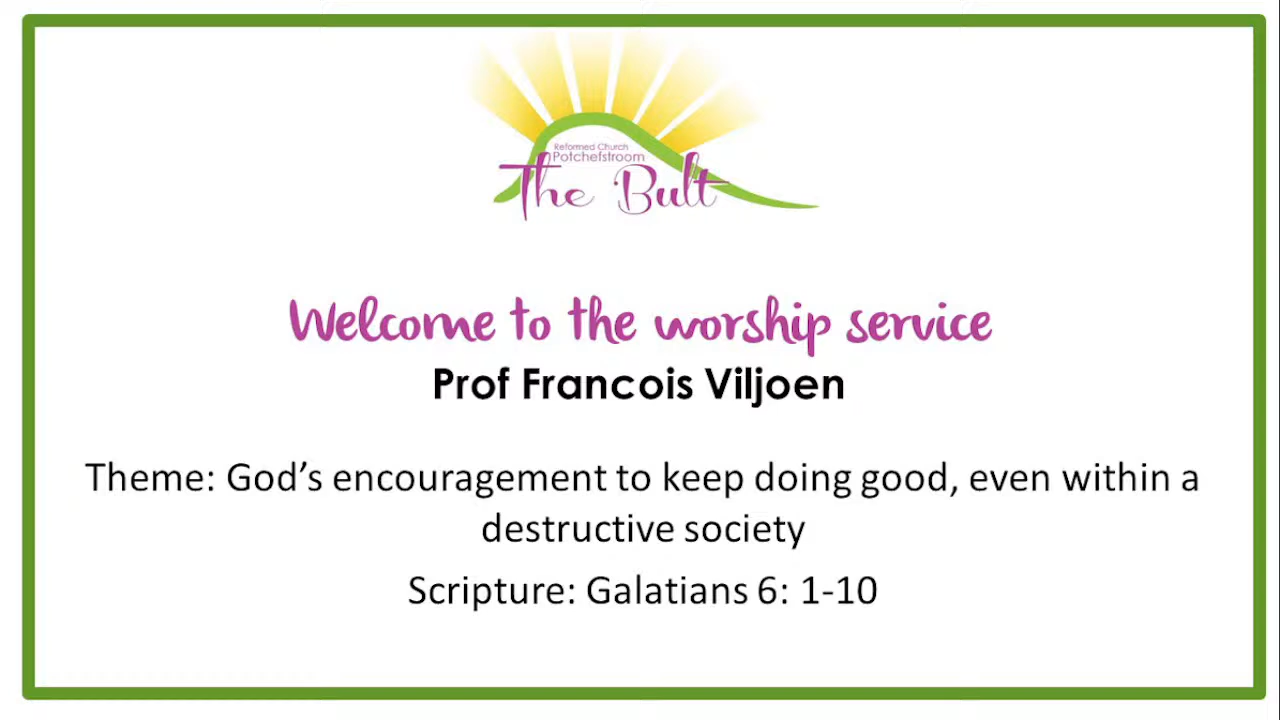 Reformed Church
Potchefstroom
The Bult
Welcome to the worship service
Prof Francois Viljoen
Theme: God’s encouragement to keep doing good, even within a
destructive society
Scripture: Galatians 6: 1-10